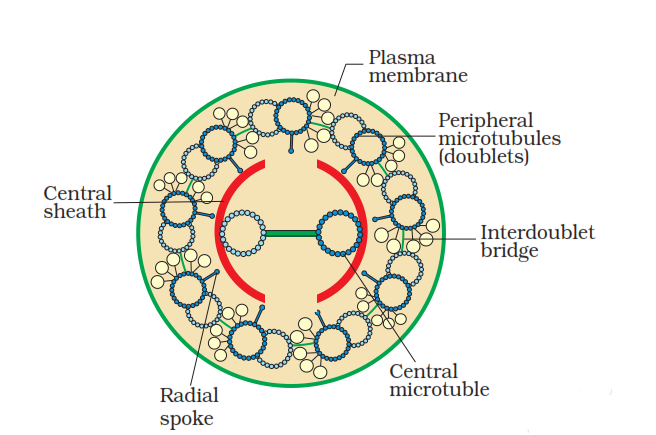 Plasma
membrane
Peripheral
microtubules
(doublets)
Central
sheath
Interdoublet
bridge
Central
microtuble
Radial
spoke